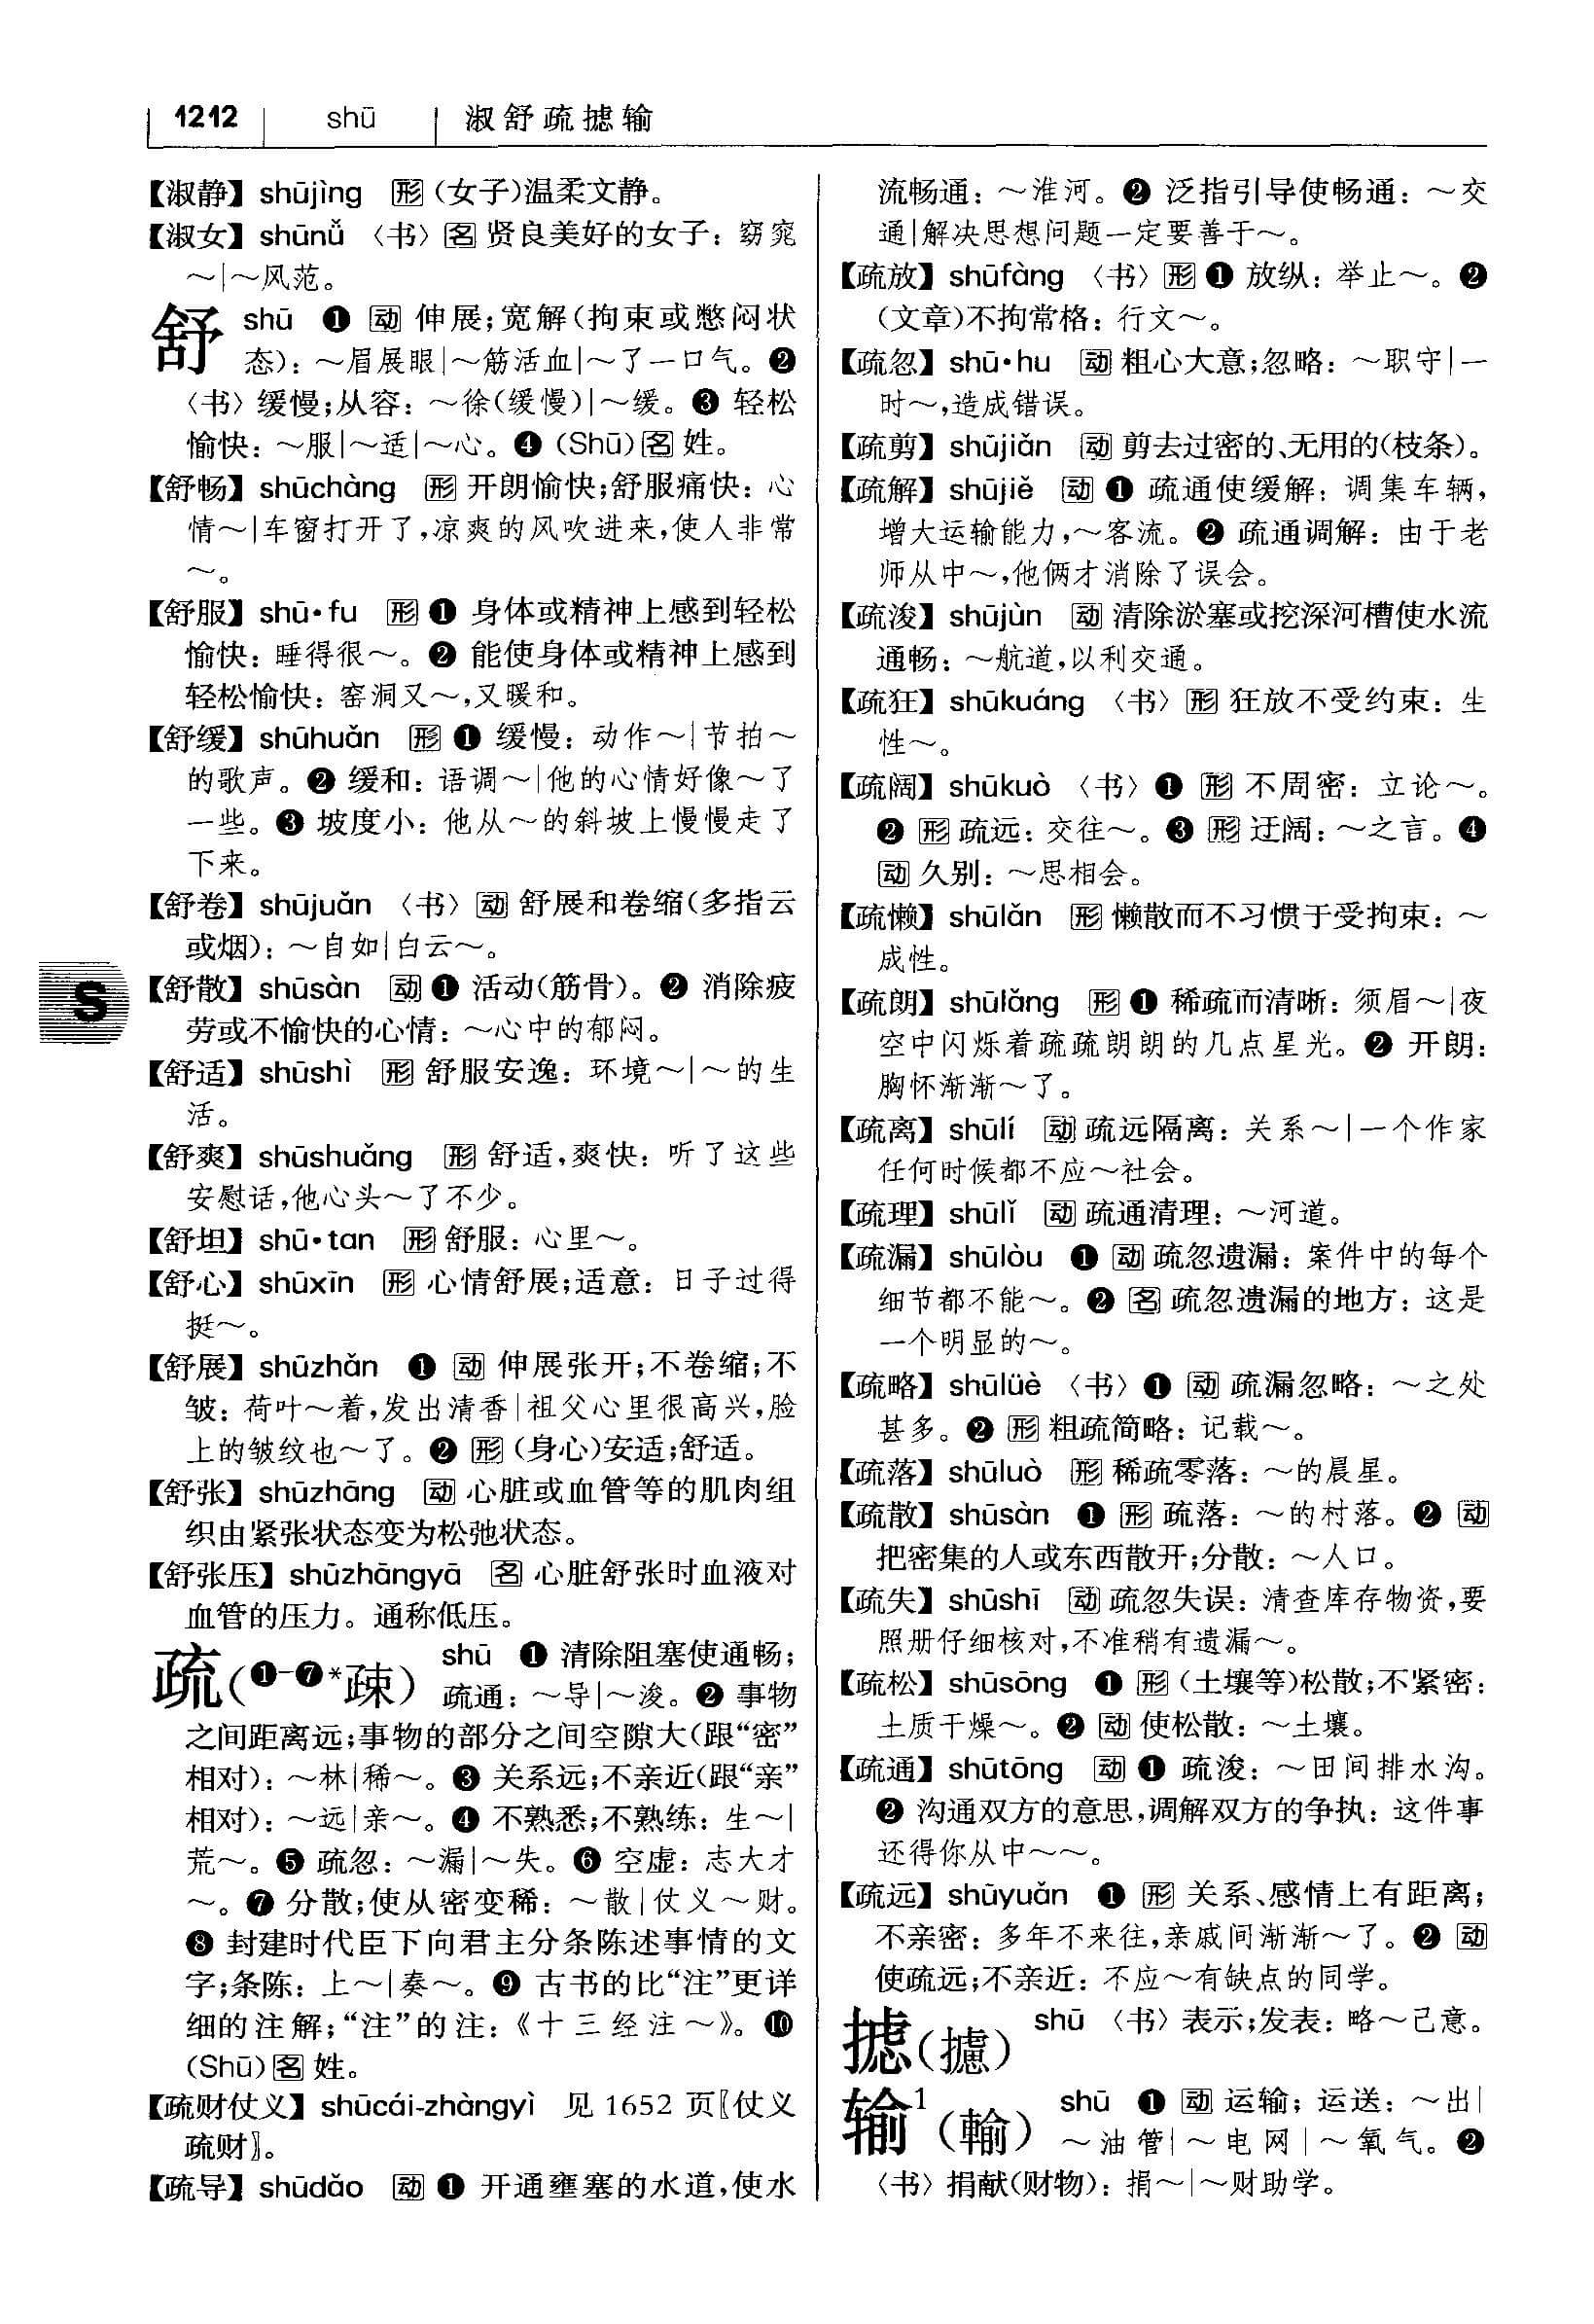 1212 shū 淑舒疏摅输
【淑静】 shūjìng 形(女子)温柔文静。
【淑女】 shūnǚ 〈书〉名 贤良美好的女子：窈窕
～|～风范。
舒 shū ❶ 动 伸展;宽解(拘束或憋闷状
态)：～眉展眼|～筋活血|～了一口气。❷
〈书〉缓慢;从容：～徐(缓慢)|～缓。❸ 轻松
愉快：～服|～适|～心。❹ (Shū)名 姓。
【舒畅】 shūchàng 形 开朗愉快;舒服痛快：心
情～|车窗打开了,凉爽的风吹进来,使人非常
～。
【舒服】 shū•fu 形 ❶ 身体或精神上感到轻松
愉快：睡得很～。❷ 能使身体或精神上感到
轻松愉快：窑洞又～,又暖和。
【舒缓】 shūhuǎn 形 ❶ 缓慢：动作～|节拍～
的歌声。❷ 缓和：语调～|他的心情好像～了
一些。❸ 坡度小：他从～的斜坡上慢慢走了
下来。
【舒卷】 shūjuǎn 〈书〉动 舒展和卷缩(多指云
或烟)：～自如|白云～。
【舒散】 shūsàn 动 ❶ 活动(筋骨)。❷ 消除疲
劳或不愉快的心情：～心中的郁闷。
S
【舒适】 shūshì 形 舒服安逸：环境～|～的生
活。
【舒爽】 shūshuǎng 形 舒适,爽快：听了这些
安慰话,他心头～了不少。
【舒坦】 shū•tan 形 舒服：心里～。
【舒心】 shūxīn 形 心情舒展;适意：日子过得
挺～。
【舒展】 shūzhǎn ❶ 动 伸展张开;不卷缩;不
皱：荷叶～着,发出清香|祖父心里很高兴,脸
上的皱纹也～了。❷ 形(身心)安适;舒适。
【舒张】 shūzhāng 动 心脏或血管等的肌肉组
织由紧张状态变为松弛状态。
【舒张压】 shūzhāngyā 名 心脏舒张时血液对
血管的压力。通称低压。
疏(❶-❼*疎) shū ❶ 清除阻塞使通畅;
疏通：～导|～浚。❷ 事物
之间距离远;事物的部分之间空隙大(跟“密”
相对)：～林|稀～。❸ 关系远;不亲近(跟“亲”
相对)：～远|亲～。❹ 不熟悉;不熟练：生～|
荒～。❺ 疏忽：～漏|～失。❻ 空虚：志大才
～。❼ 分散;使从密变稀：～散|仗义～财。
❽ 封建时代臣下向君主分条陈述事情的文
字;条陈：上～|奏～。❾ 古书的比“注”更详
细的注解;“注”的注：《十三经注～》。❿
(Shū)名 姓。
【疏财仗义】 shūcái-zhàngyì 见 1652 页〖仗义
疏财〗。
【疏导】 shūdǎo 动 ❶ 开通壅塞的水道,使水
流畅通：～淮河。❷ 泛指引导使畅通：～交
通|解决思想问题一定要善于～。
【疏放】 shūfàng 〈书〉形 ❶ 放纵：举止～。❷
(文章)不拘常格：行文～。
【疏忽】 shū•hu 动 粗心大意;忽略：～职守|一
时～,造成错误。
【疏剪】 shūjiǎn 动 剪去过密的、无用的(枝条)。
【疏解】 shūjiě 动 ❶ 疏通使缓解：调集车辆,
增大运输能力,～客流。❷ 疏通调解：由于老
师从中～,他俩才消除了误会。
【疏浚】 shūjùn 动 清除淤塞或挖深河槽使水流
通畅：～航道,以利交通。
【疏狂】 shūkuáng 〈书〉形 狂放不受约束：生
性～。
【疏阔】 shūkuò 〈书〉❶ 形 不周密：立论～。
❷ 形 疏远：交往～。❸ 形 迂阔：～之言。❹
动 久别：～思相会。
【疏懒】 shūlǎn 形 懒散而不习惯于受拘束：～
成性。
【疏朗】 shūlǎng 形 ❶ 稀疏而清晰：须眉～|夜
空中闪烁着疏疏朗朗的几点星光。❷ 开朗：
胸怀渐渐～了。
【疏离】 shūlí 动 疏远隔离：关系～|一个作家
任何时候都不应～社会。
【疏理】 shūlǐ 动 疏通清理：～河道。
【疏漏】 shūlòu ❶ 动 疏忽遗漏：案件中的每个
细节都不能～。❷ 名 疏忽遗漏的地方：这是
一个明显的～。
【疏略】 shūlüè 〈书〉❶ 动 疏漏忽略：～之处
甚多。❷ 形 粗疏简略：记载～。
【疏落】 shūluò 形 稀疏零落：～的晨星。
【疏散】 shūsàn ❶ 形 疏落：～的村落。❷ 动
把密集的人或东西散开;分散：～人口。
【疏失】 shūshī 动 疏忽失误：清查库存物资,要
照册仔细核对,不准稍有遗漏～。
【疏松】 shūsōng ❶ 形(土壤等)松散;不紧密：
土质干燥～。❷ 动 使松散：～土壤。
【疏通】 shūtōng 动 ❶ 疏浚：～田间排水沟。
❷ 沟通双方的意思,调解双方的争执：这件事
还得你从中～～。
【疏远】 shūyuǎn ❶ 形 关系、感情上有距离;
不亲密：多年不来往,亲戚间渐渐～了。❷ 动
使疏远;不亲近：不应～有缺点的同学。
摅(攄) shū 〈书〉表示;发表：略～己意。
输¹(輸) shū ❶ 动 运输;运送：～出|
～油管|～电网|～氧气。❷
〈书〉捐献(财物)：捐～|～财助学。